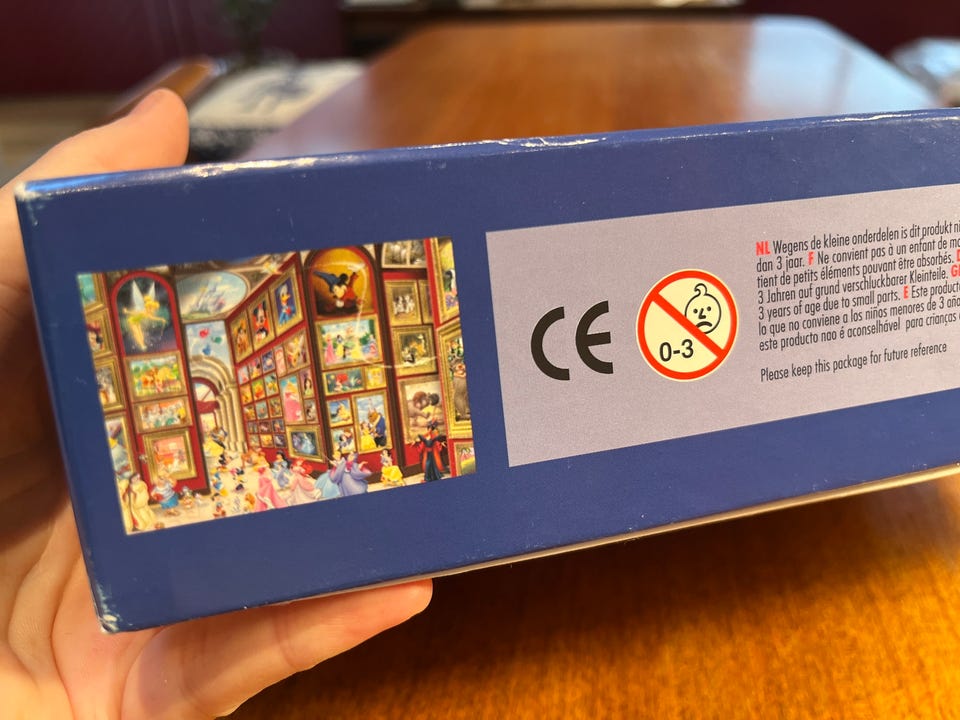 CE
0-3
NL Wegens de kleine onderdelen is dit produkt
dan 3 jaar. F Ne convient pas à un enfant de
tient de petits éléments pouvant être absorbés.
3 Jahren auf grund verschluckbarer Kleinteile.
3 years of age due to small parts. E Este producto
lo que no conviene a los niños menores de 3
este producto nao é aconselhável para crianças
Please keep this package for future reference